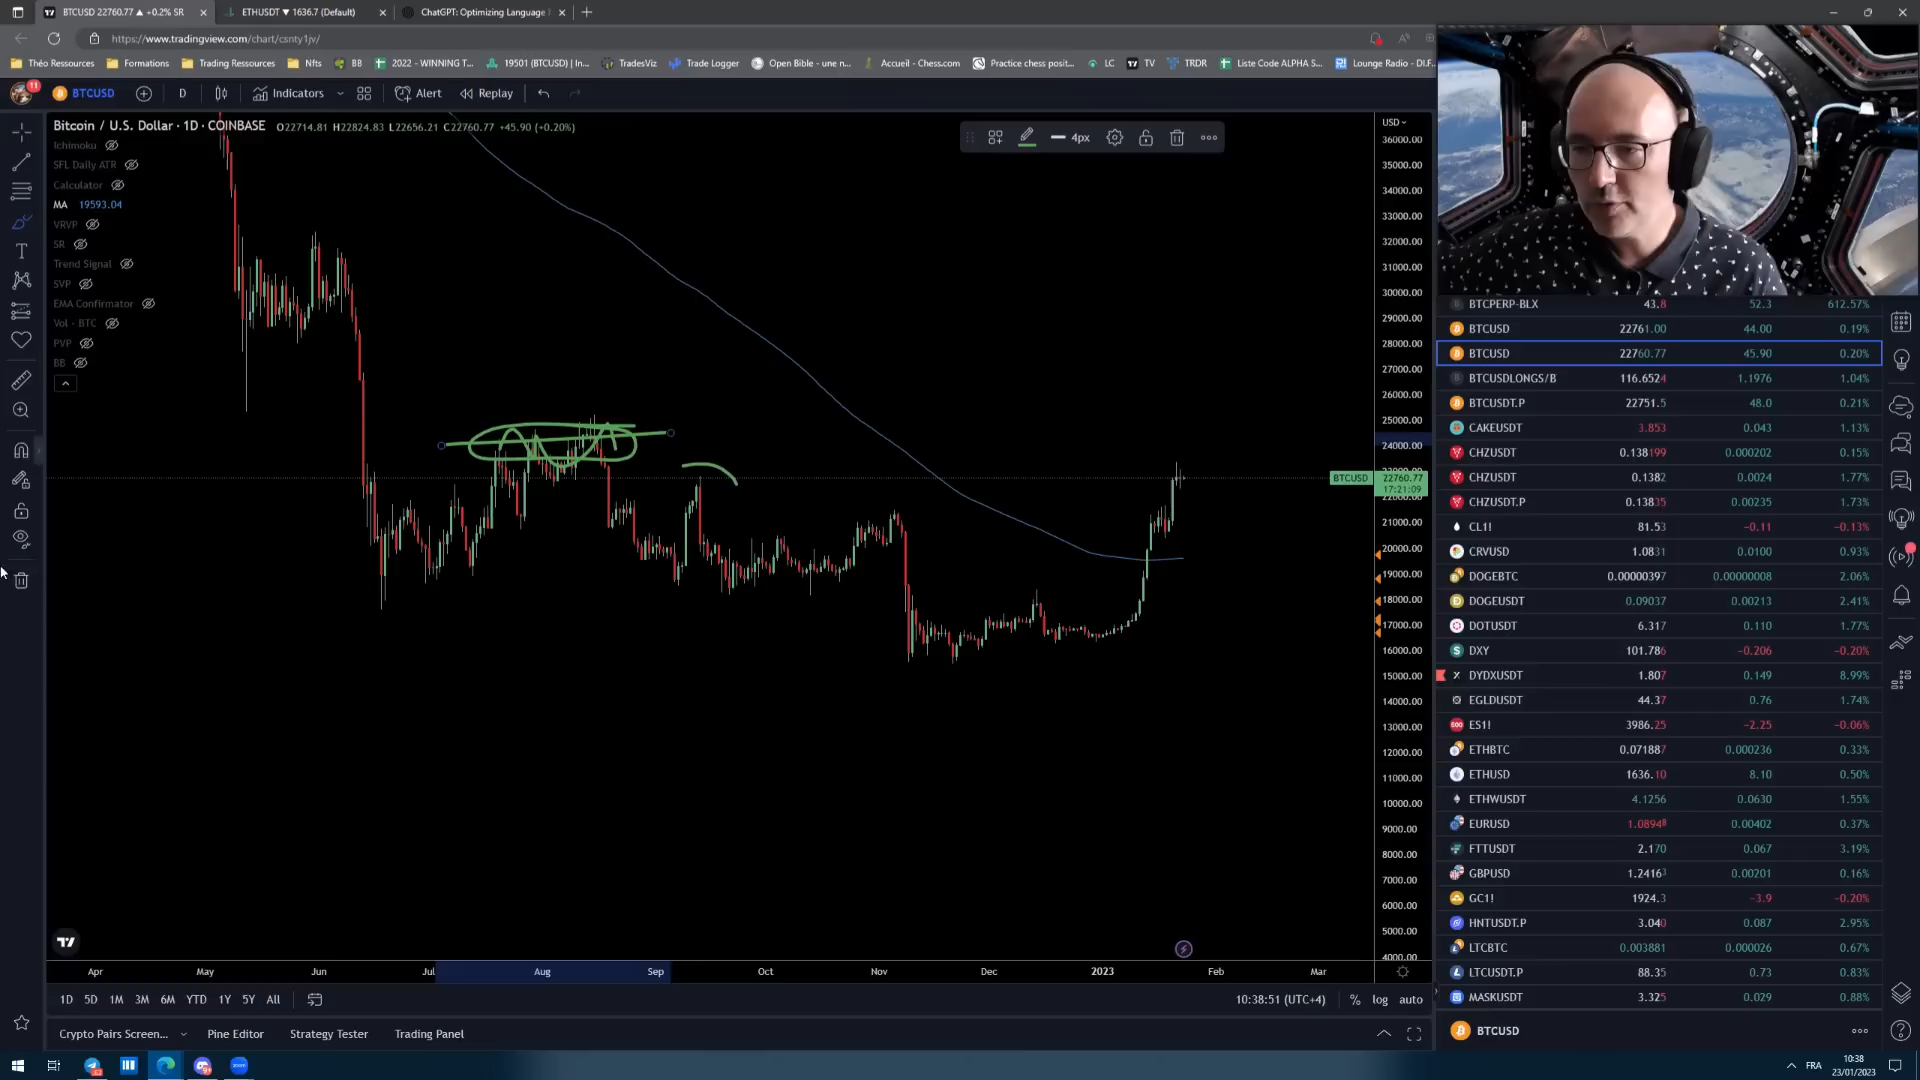 BTCUSD 22760.77 ▲ +0.2% SR
ETHUSDT ▼ 1636.7 (Default)
ChatGPT: Optimizing Language
https://www.tradingview.com/chart/csnty1jv/
Théo Ressources
Formations
Trading Ressources
Nfts
BB
2022 - WINNING T...
19501 (BTCUSD) | In...
TradesViz
Trade Logger
Open Bible - une n...
Accueil - Chess.com
Practice chess posit...
LC
TV
TRDR
Liste Code ALPHA S...
Lounge Radio - DI.F...
11
BTCUSD
D
Indicators
Alert
Replay
Bitcoin / U.S. Dollar · 1D · COINBASE O22714.81 H22824.83 L22656.21 C22760.77 +45.90 (+0.20%)
Ichimoku
SFL Daily ATR
Calculator
MA 19593.04
VRVP
SR
Trend Signal
SVP
EMA Confirmator
Vol - BTC
PVP
BB
4px
USD
36000.00
35000.00
34000.00
33000.00
32000.00
31000.00
30000.00
29000.00
28000.00
27000.00
26000.00
25000.00
24000.00
BTCUSD 22760.77
17:21:09
21000.00
20000.00
19000.00
18000.00
17000.00
16000.00
15000.00
14000.00
13000.00
12000.00
11000.00
10000.00
9000.00
8000.00
7000.00
6000.00
5000.00
4000.00
Apr May Jun Jul Aug Sep Oct Nov Dec 2023 Feb Mar
1D 5D 1M 3M 6M YTD 1Y 5Y All
10:38:51 (UTC+4) % log auto
Crypto Pairs Screen... Pine Editor Strategy Tester Trading Panel
BTCPERP-BLX 43.8 52.3 612.57%
BTCUSD 22761.00 44.00 0.19%
BTCUSD 22760.77 45.90 0.20%
BTCUSDLONGS/B 116.6524 1.1976 1.04%
BTCUSDT.P 22751.5 48.0 0.21%
CAKEUSDT 3.853 0.043 1.13%
CHZUSDT 0.138199 0.000202 0.15%
CHZUSDT 0.1382 0.0024 1.77%
CHZUSDT.P 0.13835 0.00235 1.73%
CL1! 81.53 −0.11 −0.13%
CRVUSD 1.0831 0.0100 0.93%
DOGEBTC 0.00000397 0.00000008 2.06%
DOGEUSDT 0.09037 0.00213 2.41%
DOTUSDT 6.317 0.110 1.77%
DXY 101.786 −0.206 −0.20%
DYDXUSDT 1.807 0.149 8.99%
EGLDUSDT 44.37 0.76 1.74%
ES1! 3986.25 −2.25 −0.06%
ETHBTC 0.071887 0.000236 0.33%
ETHUSD 1636.10 8.10 0.50%
ETHWUSDT 4.1256 0.0630 1.55%
EURUSD 1.08948 0.00402 0.37%
FTTUSDT 2.170 0.067 3.19%
GBPUSD 1.24163 0.00201 0.16%
GC1! 1924.3 −3.9 −0.20%
HNTUSDT.P 3.040 0.087 2.95%
LTCBTC 0.003881 0.000026 0.67%
LTCUSDT.P 88.35 0.73 0.83%
MASKUSDT 3.325 0.029 0.88%
BTCUSD
FRA
10:38
23/01/2023